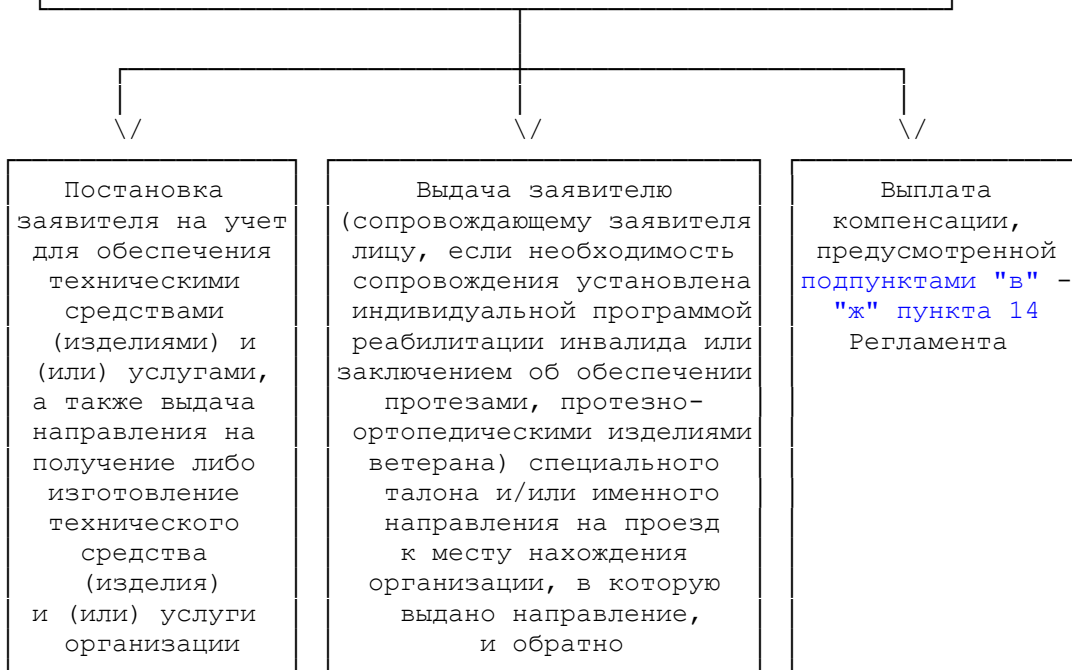 Постановка
заявителя на учет
для обеспечения
техническими
средствами
(изделиями) и
(или) услугами,
а также выдача
направления на
получение либо
изготовление
технического
средства
(изделия)
и (или) услуги
организации
Выдача заявителю
(сопровождающему заявителя
лицу, если необходимость
сопровождения установлена
индивидуальной программой
реабилитации инвалида или
заключением об обеспечении
протезами, протезно-
ортопедическими изделиями
ветерана) специального
талона и/или именного
направления на проезд
к месту нахождения
организации, в которую
выдано направление,
и обратно
Выплата
компенсации,
предусмотренной
подпунктами "в" -
"ж" пункта 14
Регламента